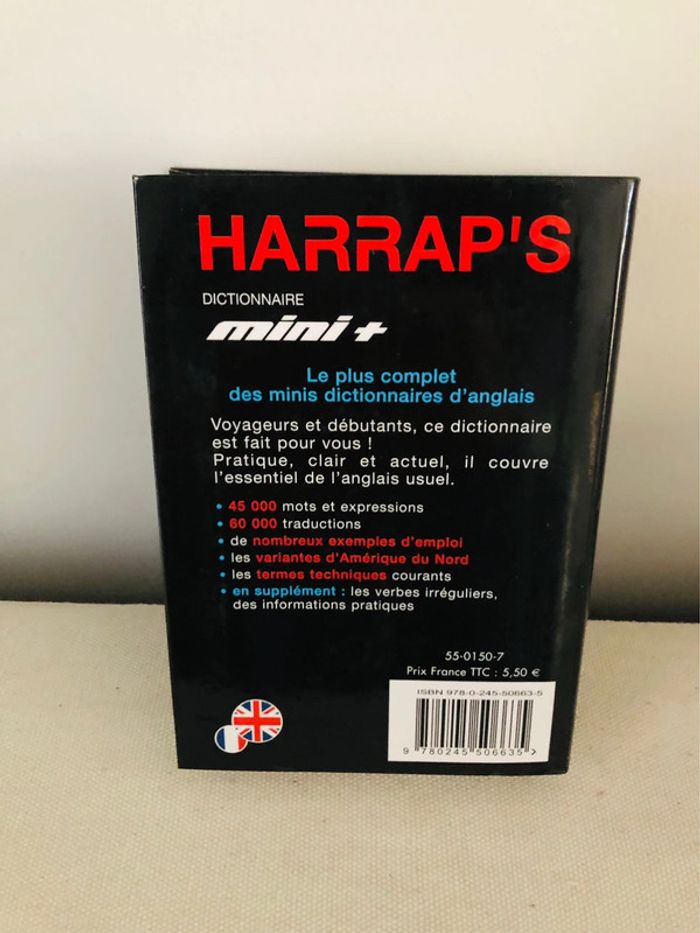 HARRAP'S
DICTIONNAIRE
mini+
Le plus complet
des minis dictionnaires d'anglais
Voyageurs et débutants, ce dictionnaire
est fait pour vous !
Pratique, clair et actuel, il couvre
l'essentiel de l'anglais usuel.
• 45 000 mots et expressions
• 60 000 traductions
• de nombreux exemples d'emploi
• les variantes d'Amérique du Nord
• les termes techniques courants
• en supplément : les verbes irréguliers,
des informations pratiques
55-0150-7
Prix France TTC : 5,50 €
ISBN 978-0-245-50663-5
9 780245 506635 >